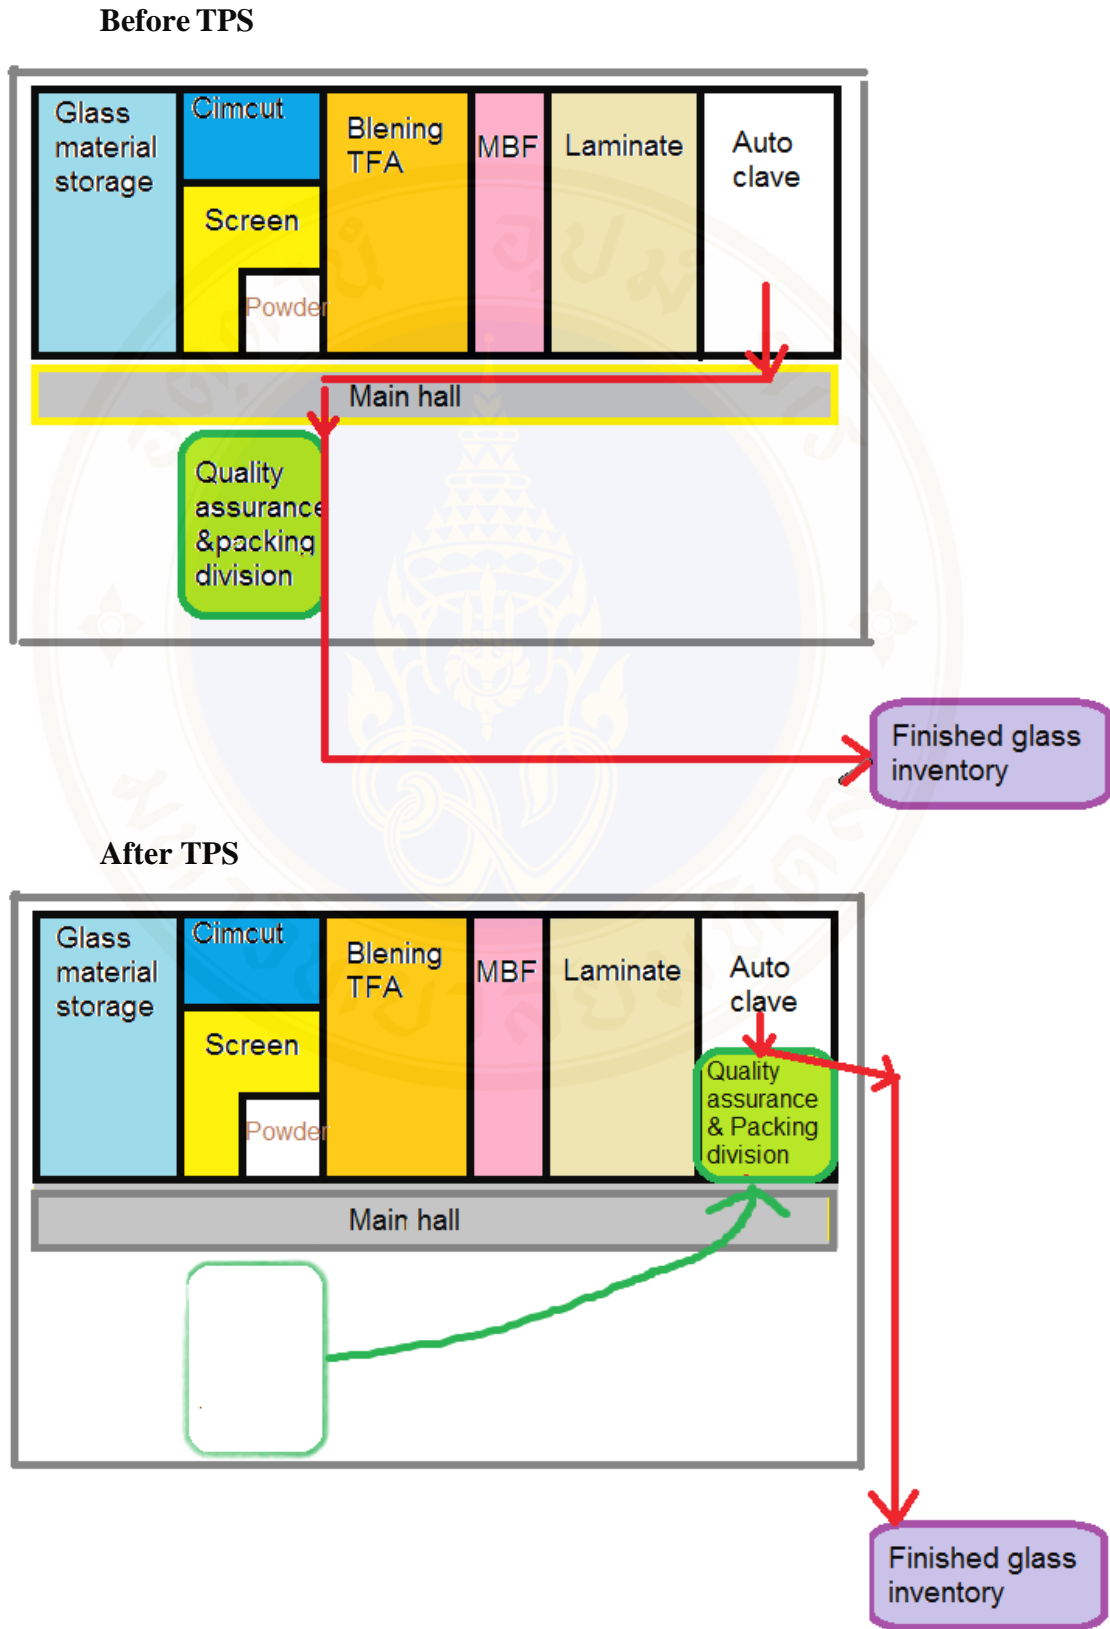 Before TPS
Glass
material
storage
Cimcut
Screen
Powder
Blening
TFA
MBF
Laminate
Auto
clave
Main hall
Quality
assurance
&packing
division
Finished glass
inventory
After TPS
Glass
material
storage
Cimcut
Screen
Powder
Blening
TFA
MBF
Laminate
Auto
clave
Quality
assurance
& Packing
division
Main hall
Finished glass
inventory